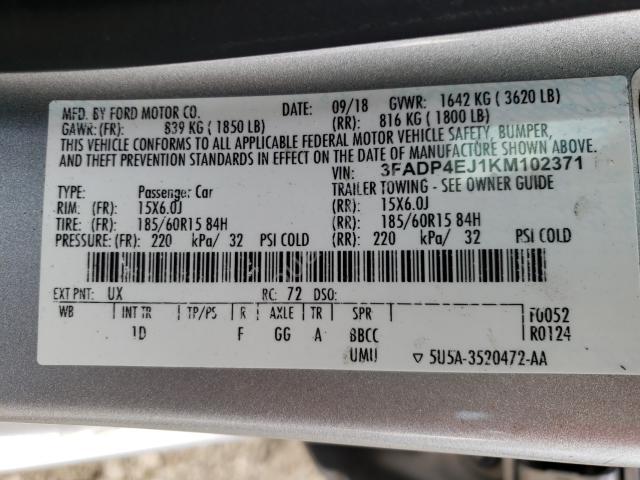 MFD. BY FORD MOTOR CO. DATE: 09/18 GVWR: 1642 KG ( 3620 LB)
GAWR: (FR): 839 KG ( 1850 LB) (RR): 816 KG ( 1800 LB)
THIS VEHICLE CONFORMS TO ALL APPLICABLE FEDERAL MOTOR VEHICLE SAFETY, BUMPER,
AND THEFT PREVENTION STANDARDS IN EFFECT ON THE DATE OF MANUFACTURE SHOWN ABOVE.
VIN: 3FADP4EJ1KM102371
TYPE: Passenger Car TRAILER TOWING - SEE OWNER GUIDE
RIM: (FR): 15X6.0J (RR): 15X6.0J
TIRE: (FR): 185/60R15 84H (RR): 185/60R15 84H
PRESSURE: (FR): 220 kPa/ 32 PSI COLD (RR): 220 kPa/ 32 PSI COLD
EXT PNT: UX RC: 72 DSO:
WB INT TR TP/PS R AXLE TR SPR F0052
1D F GG A BBCC R0124
UMU 5U5A-3520472-AA